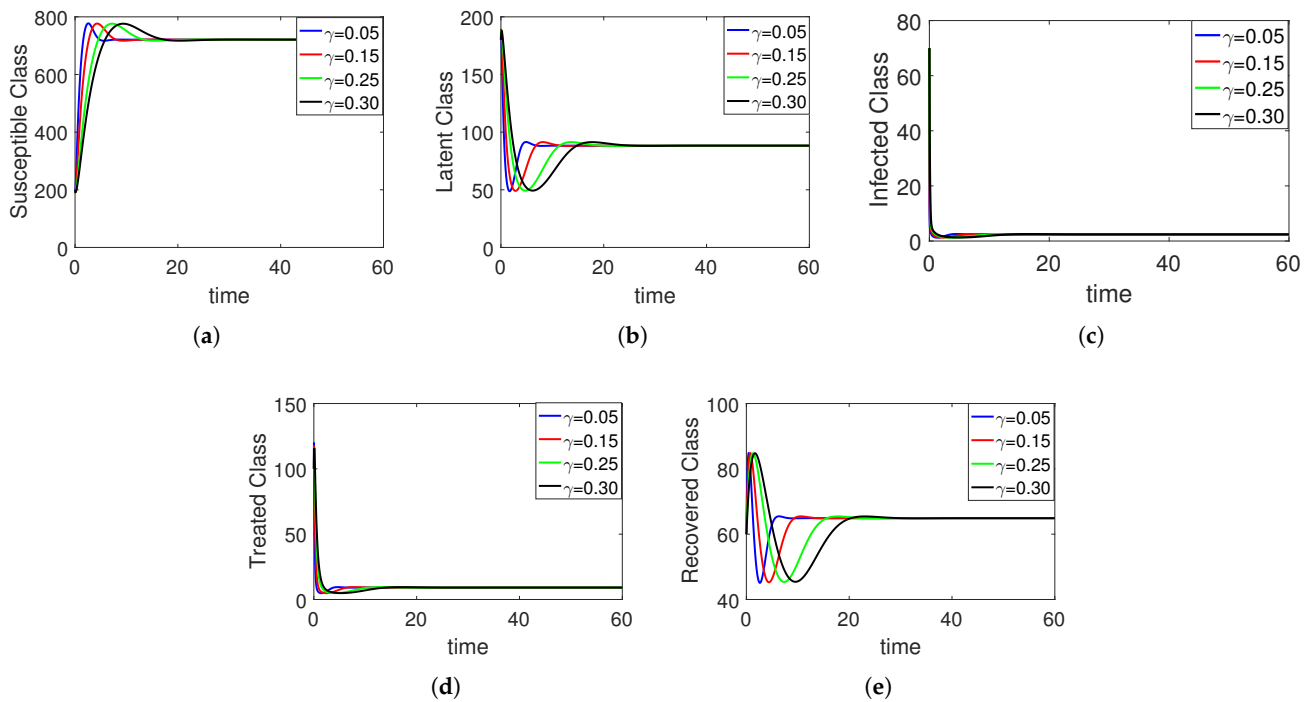 800
600
400
200
0
Susceptible Class
0 20 40 60
time
γ=0.05
γ=0.15
γ=0.25
γ=0.30
(a)
200
150
100
50
0
Latent Class
0 20 40 60
time
γ=0.05
γ=0.15
γ=0.25
γ=0.30
(b)
80
60
40
20
0
Infected Class
0 20 40 60
time
γ=0.05
γ=0.15
γ=0.25
γ=0.30
(c)
150
100
50
0
Treated Class
0 20 40 60
time
γ=0.05
γ=0.15
γ=0.25
γ=0.30
(d)
100
80
60
40
Recovered Class
0 20 40 60
time
γ=0.05
γ=0.15
γ=0.25
γ=0.30
(e)